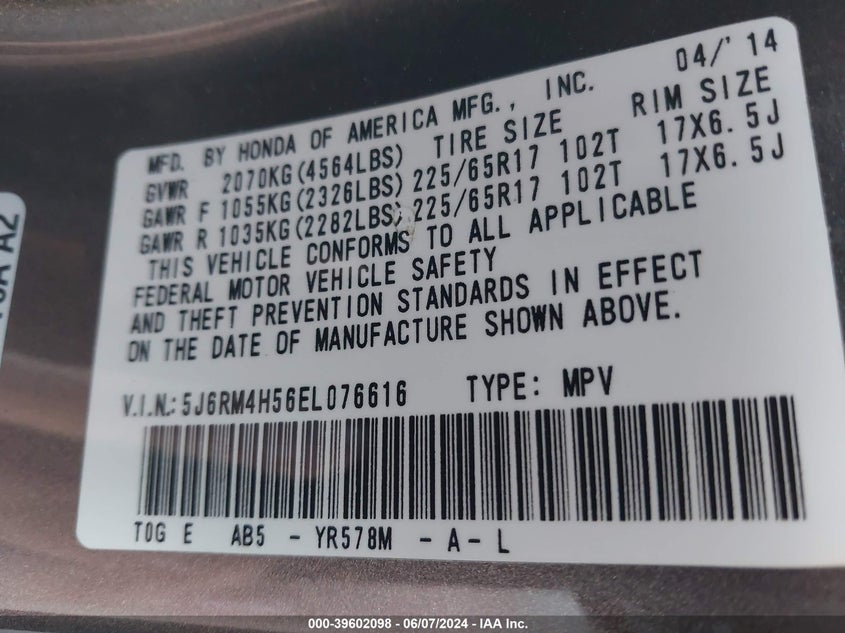 MFD. BY HONDA OF AMERICA MFG., INC. 04/'14
GVWR 2070KG(4564LBS) TIRE SIZE RIM SIZE
GAWR F 1055KG(2326LBS) 225/65R17 102T 17X6.5J
GAWR R 1035KG(2282LBS) 225/65R17 102T 17X6.5J
THIS VEHICLE CONFORMS TO ALL APPLICABLE
FEDERAL MOTOR VEHICLE SAFETY
AND THEFT PREVENTION STANDARDS IN EFFECT
ON THE DATE OF MANUFACTURE SHOWN ABOVE.
V.I.N.: 5J6RM4H56EL076616 TYPE: MPV
T0G E AB5 - YR578M - A - L
A2
000-39602098 - 06/07/2024 - IAA Inc.